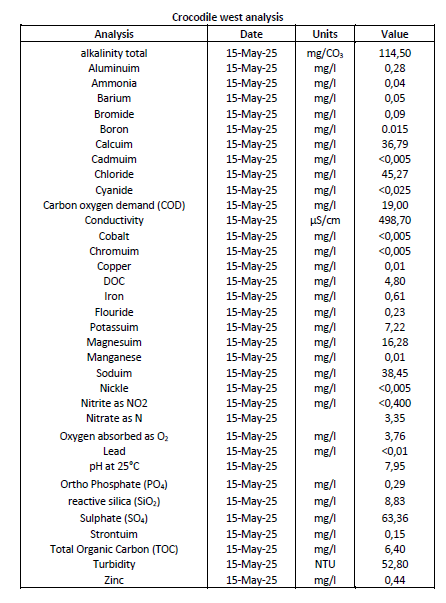 Crocodile west analysis
Analysis Date Units Value
alkalinity total 15-May-25 mg/CO₃ 114,50
Aluminuim 15-May-25 mg/l 0,28
Ammonia 15-May-25 mg/l 0,04
Barium 15-May-25 mg/l 0,05
Bromide 15-May-25 mg/l 0,09
Boron 15-May-25 mg/l 0.015
Calcuim 15-May-25 mg/l 36,79
Cadmuim 15-May-25 mg/l <0,005
Chloride 15-May-25 mg/l 45,27
Cyanide 15-May-25 mg/l <0,025
Carbon oxygen demand (COD) 15-May-25 mg/l 19,00
Conductivity 15-May-25 µS/cm 498,70
Cobalt 15-May-25 mg/l <0,005
Chromuim 15-May-25 mg/l <0,005
Copper 15-May-25 mg/l 0,01
DOC 15-May-25 mg/l 4,80
Iron 15-May-25 mg/l 0,61
Flouride 15-May-25 mg/l 0,23
Potassuim 15-May-25 mg/l 7,22
Magnesuim 15-May-25 mg/l 16,28
Manganese 15-May-25 mg/l 0,01
Soduim 15-May-25 mg/l 38,45
Nickle 15-May-25 mg/l <0,005
Nitrite as NO2 15-May-25 mg/l <0,400
Nitrate as N 15-May-25 3,35
Oxygen absorbed as O₂ 15-May-25 mg/l 3,76
Lead 15-May-25 mg/l <0,01
pH at 25°C 15-May-25 7,95
Ortho Phosphate (PO₄) 15-May-25 mg/l 0,29
reactive silica (SiO₂) 15-May-25 mg/l 8,83
Sulphate (SO₄) 15-May-25 mg/l 63,36
Strontuim 15-May-25 mg/l 0,15
Total Organic Carbon (TOC) 15-May-25 mg/l 6,40
Turbidity 15-May-25 NTU 52,80
Zinc 15-May-25 mg/l 0,44